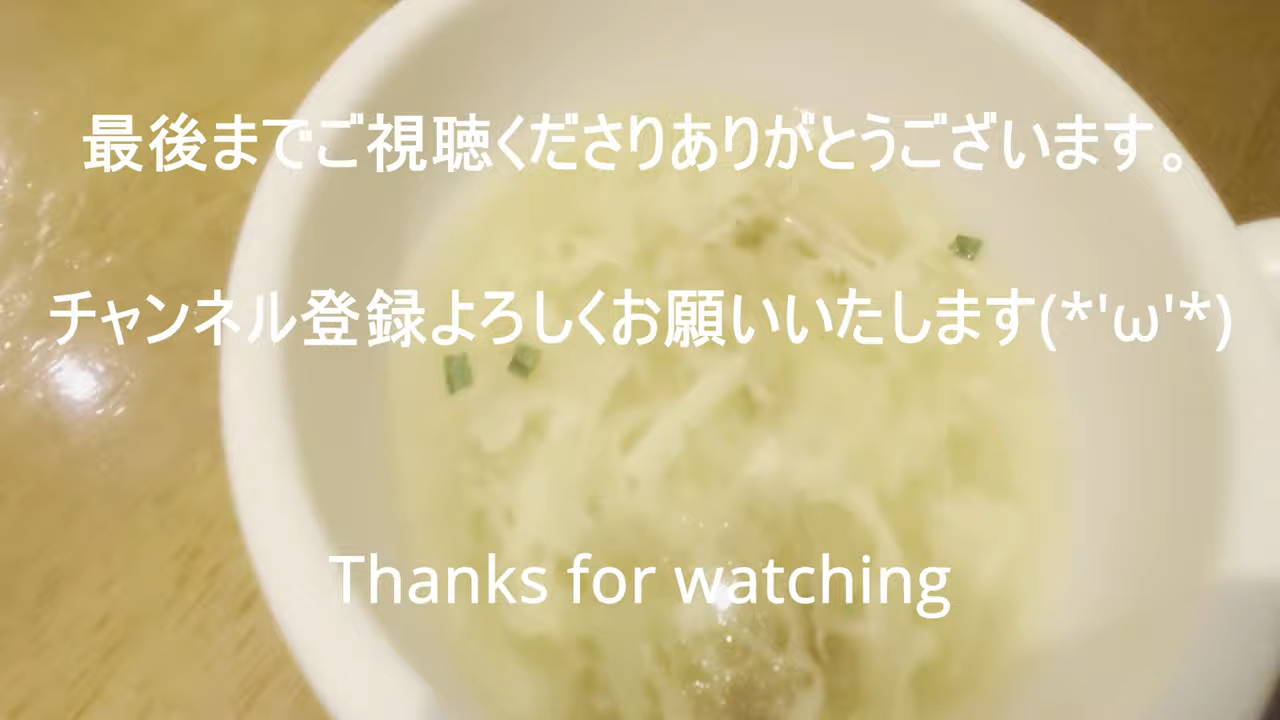 最後までご視聴くださりありがとうございます。
チャンネル登録よろしくお願いいたします(*'ω'*)
Thanks for watching